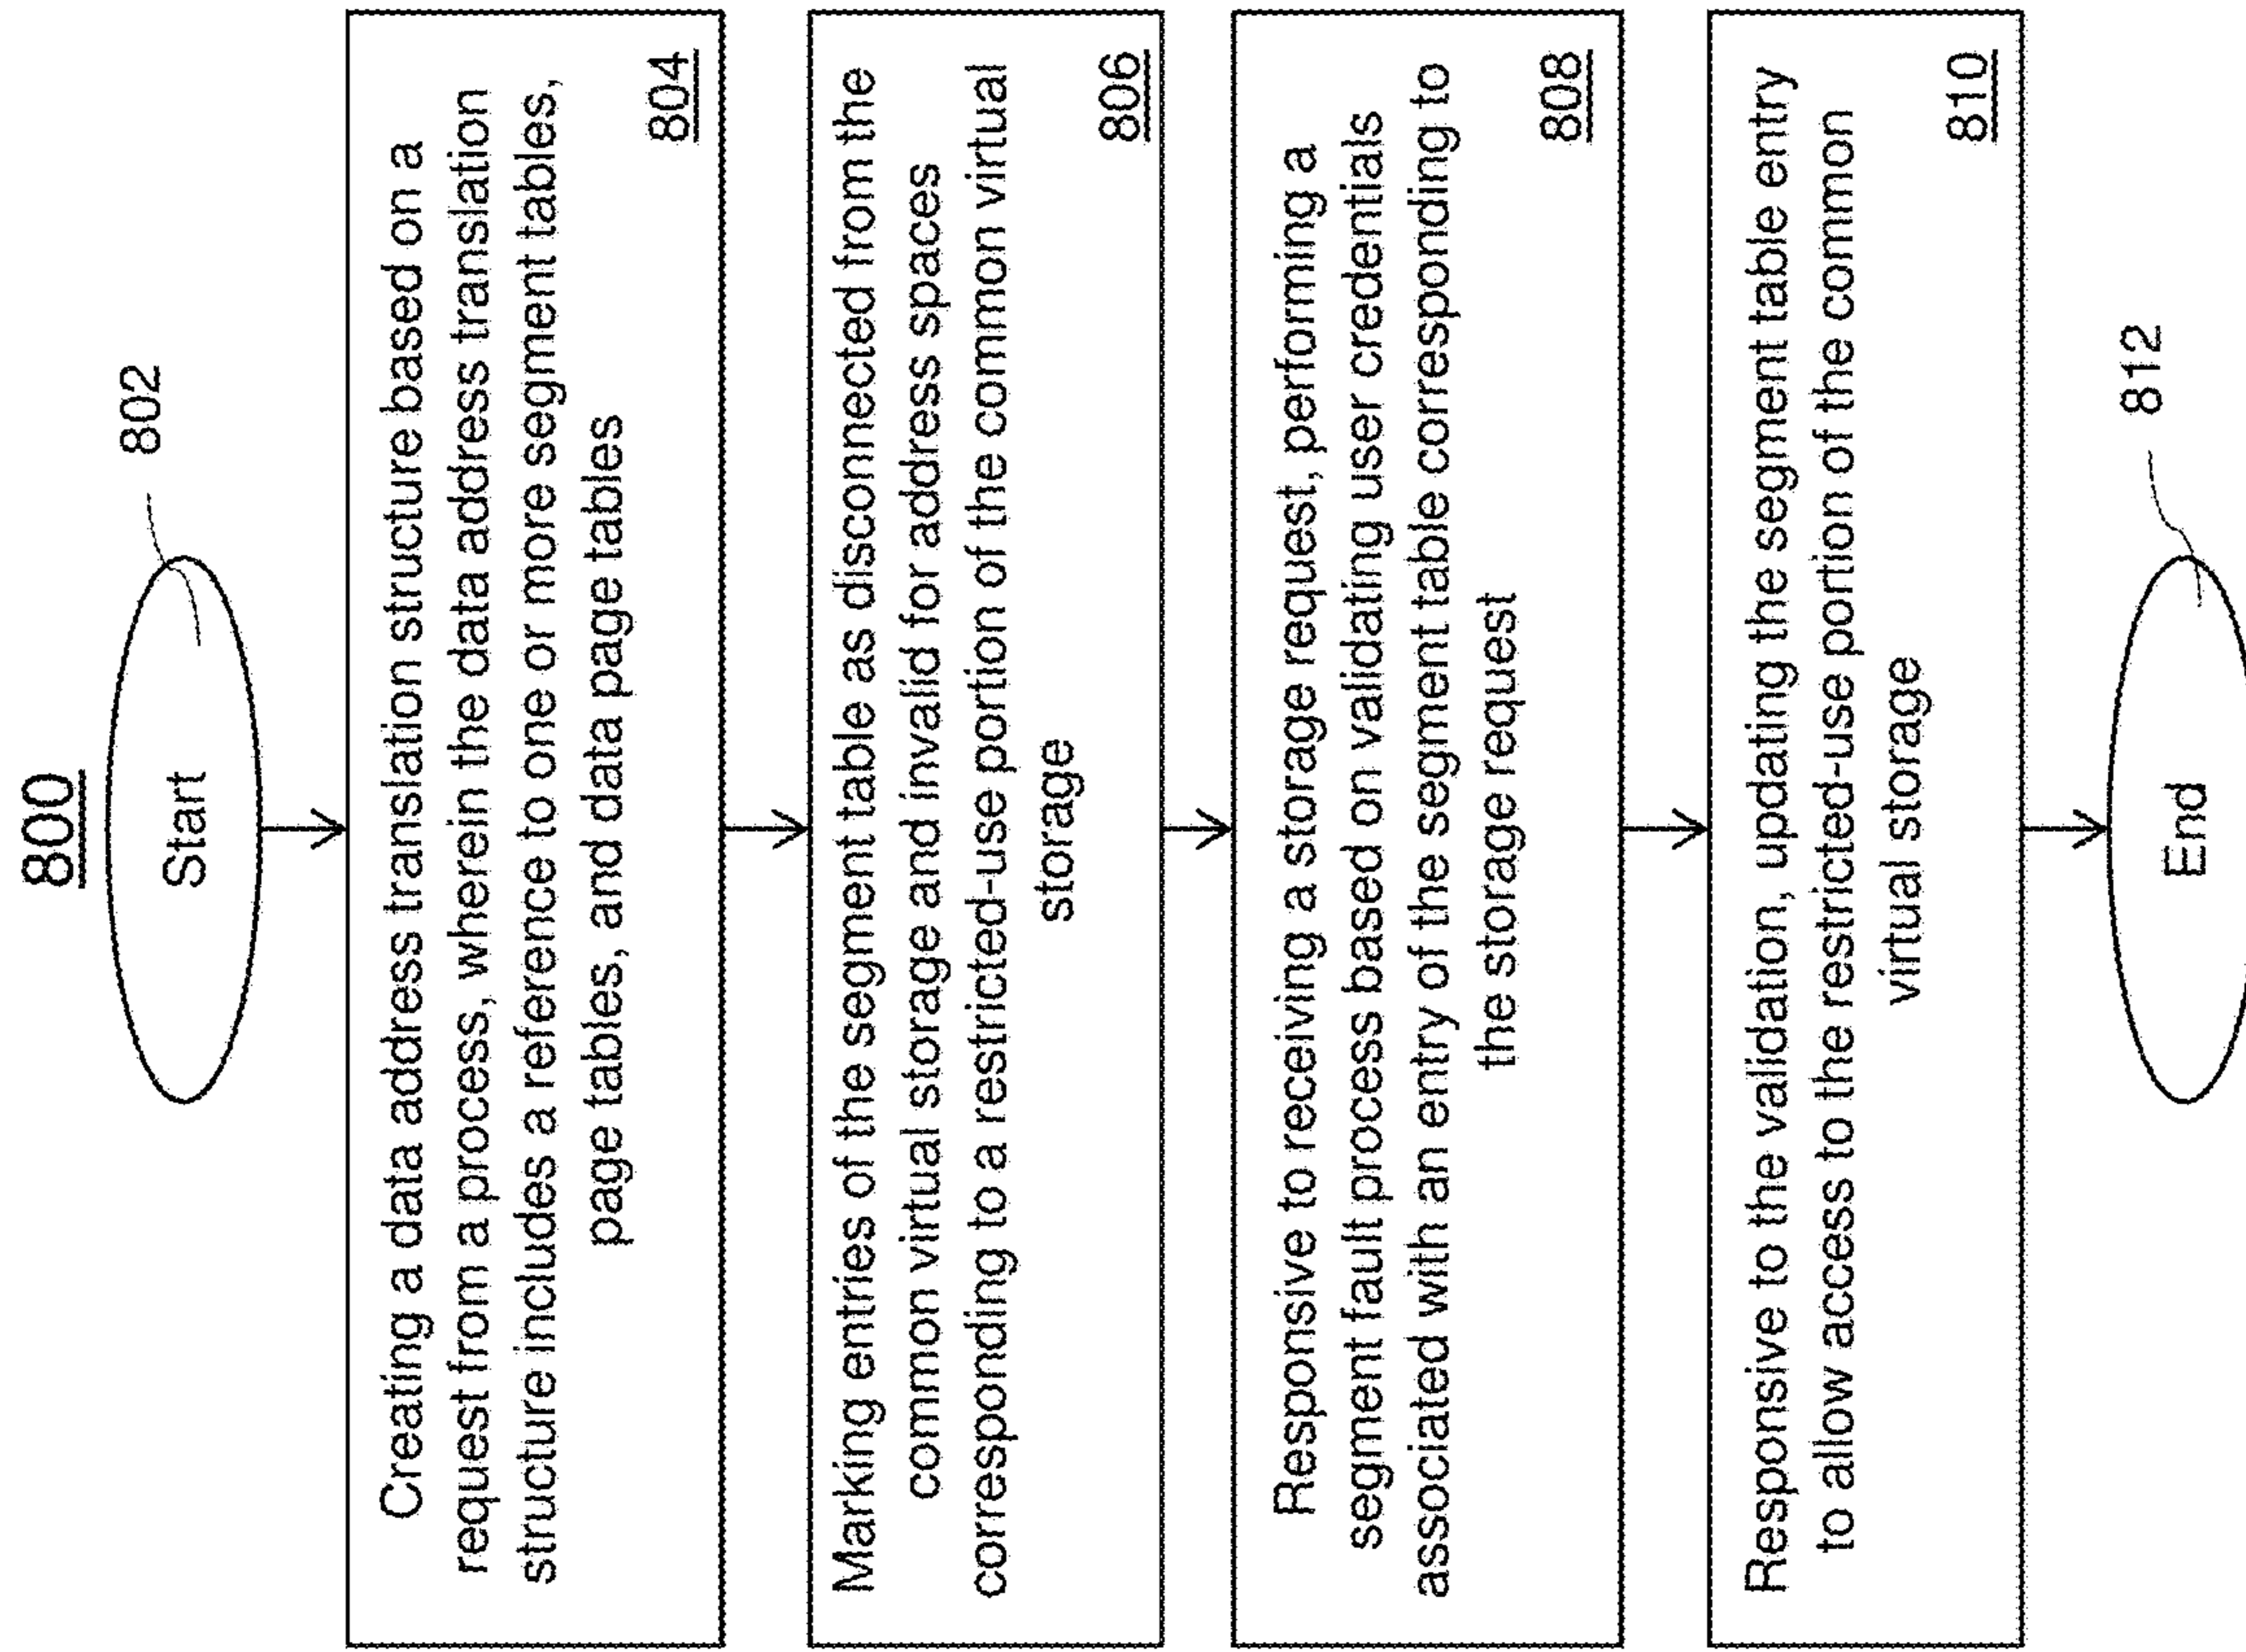 800
Start
802
Creating a data address translation structure based on a
request from a process, wherein the data address translation
structure includes a reference to one or more segment tables,
page tables, and data page tables
804
Marking entries of the segment table as disconnected from the
common virtual storage and invalid for address spaces
corresponding to a restricted-use portion of the common virtual
storage
806
Responsive to receiving a storage request, performing a
segment fault process based on validating user credentials
associated with an entry of the segment table corresponding to
the storage request
808
Responsive to the validation, updating the segment table entry
to allow access to the restricted-use portion of the common
virtual storage
810
End
812